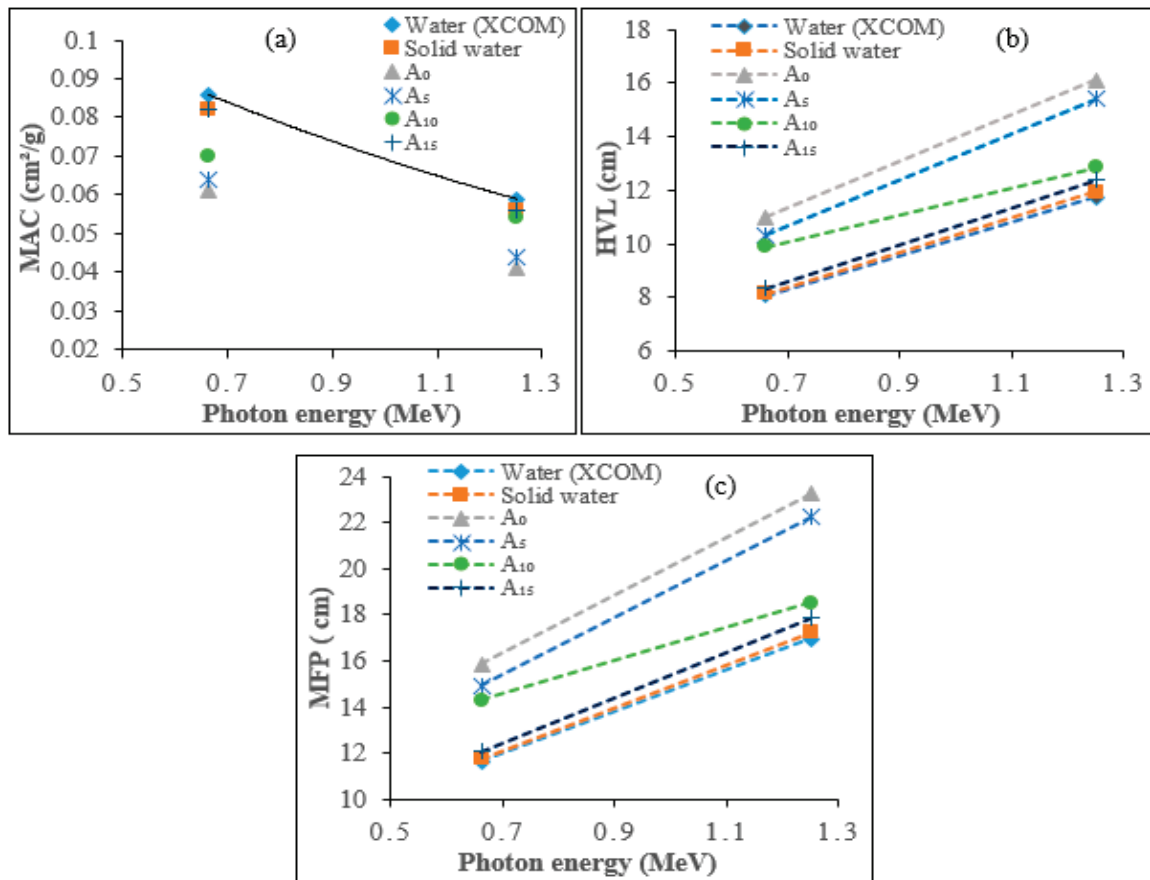 (a)
Water (XCOM)
Solid water
A₀
A₅
A₁₀
A₁₅
0.1
0.09
0.08
0.07
0.06
0.05
0.04
0.03
0.02
MAC (cm²/g)
0.5 0.7 0.9 1.1 1.3
Photon energy (MeV)
(b)
Water (XCOM)
Solid water
A₀
A₅
A₁₀
A₁₅
18
16
14
12
10
8
6
HVL (cm)
0.5 0.7 0.9 1.1 1.3
Photon energy (MeV)
(c)
Water (XCOM)
Solid water
A₀
A₅
A₁₀
A₁₅
24
22
20
18
16
14
12
10
MFP ( cm)
0.5 0.7 0.9 1.1 1.3
Photon energy (MeV)